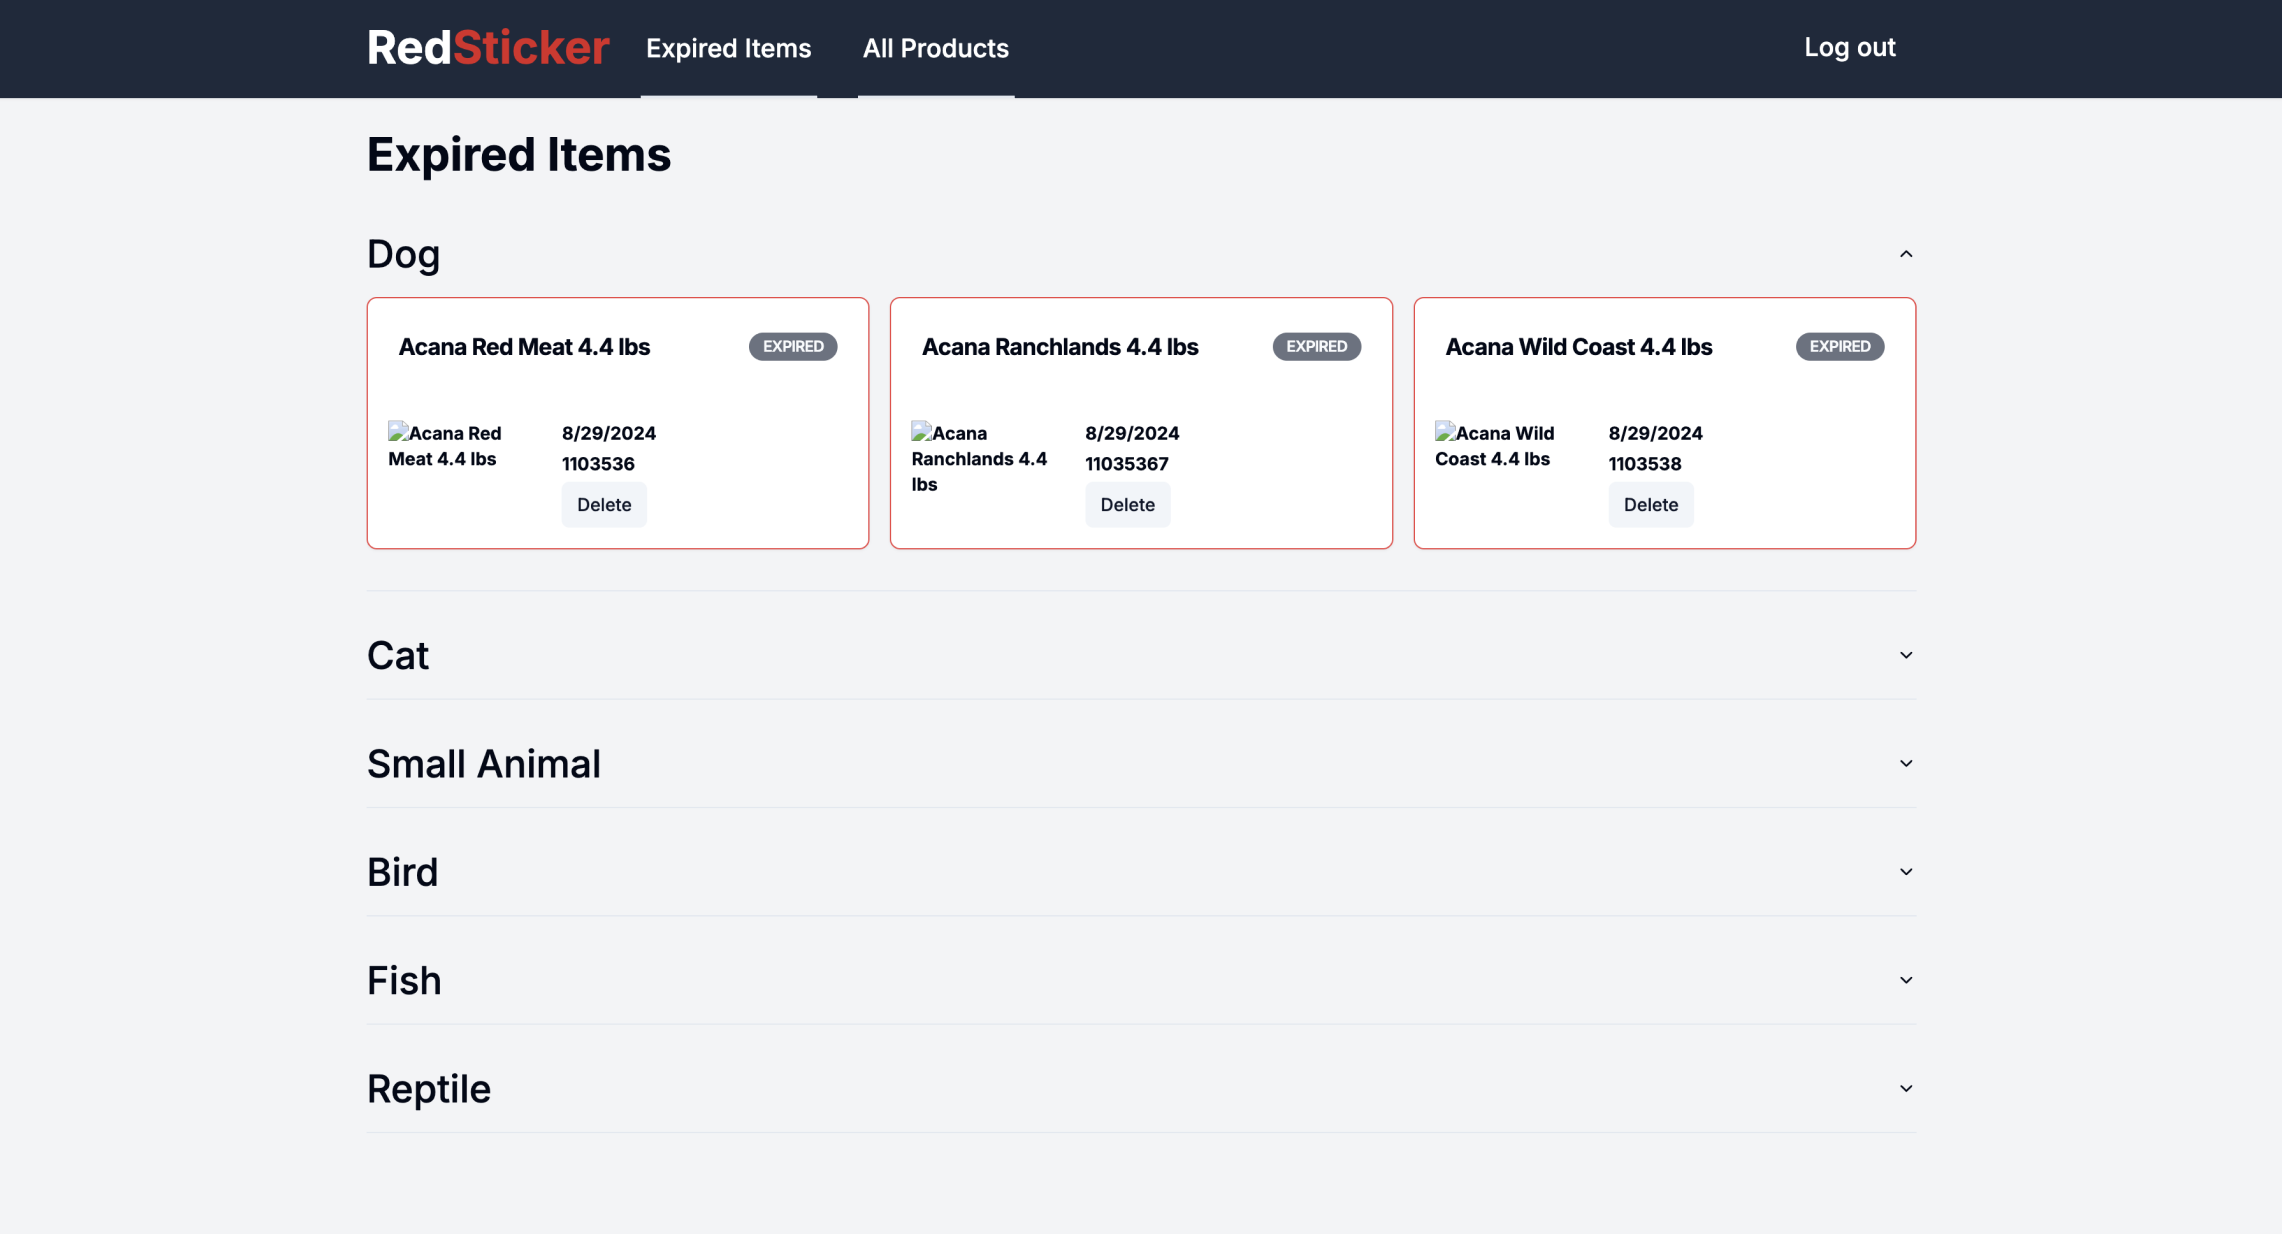 RedSticker Expired Items All Products Log out
Expired Items
Dog
Acana Red Meat 4.4 lbs EXPIRED
Acana Red
Meat 4.4 lbs
8/29/2024
1103536
Delete
Acana Ranchlands 4.4 lbs EXPIRED
Acana
Ranchlands 4.4
lbs
8/29/2024
11035367
Delete
Acana Wild Coast 4.4 lbs EXPIRED
Acana Wild
Coast 4.4 lbs
8/29/2024
1103538
Delete
Cat
Small Animal
Bird
Fish
Reptile